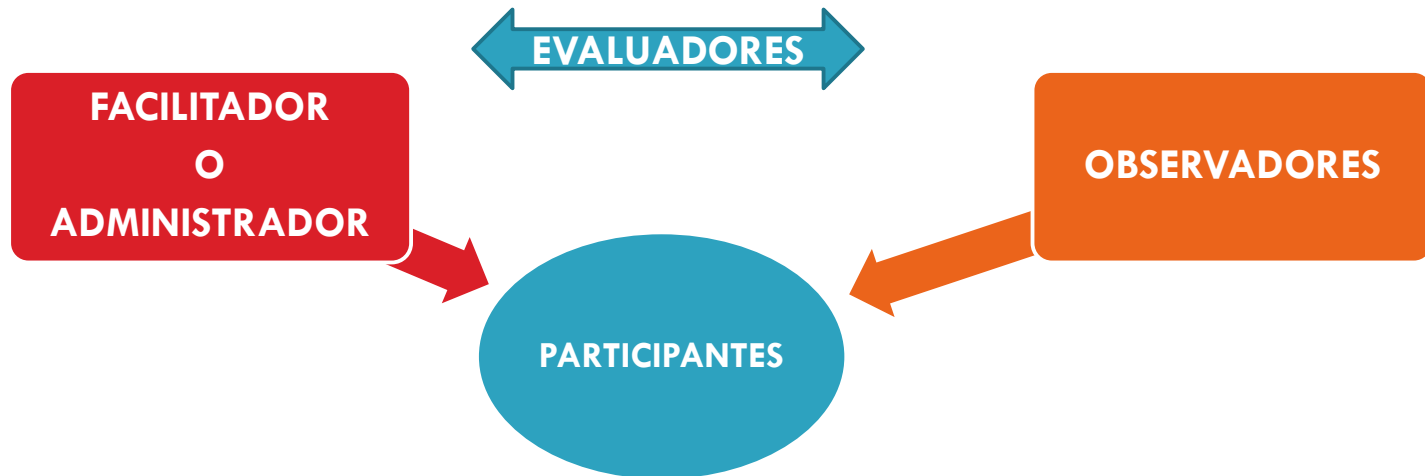 EVALUADORES
FACILITADOR
O
ADMINISTRADOR
OBSERVADORES
PARTICIPANTES